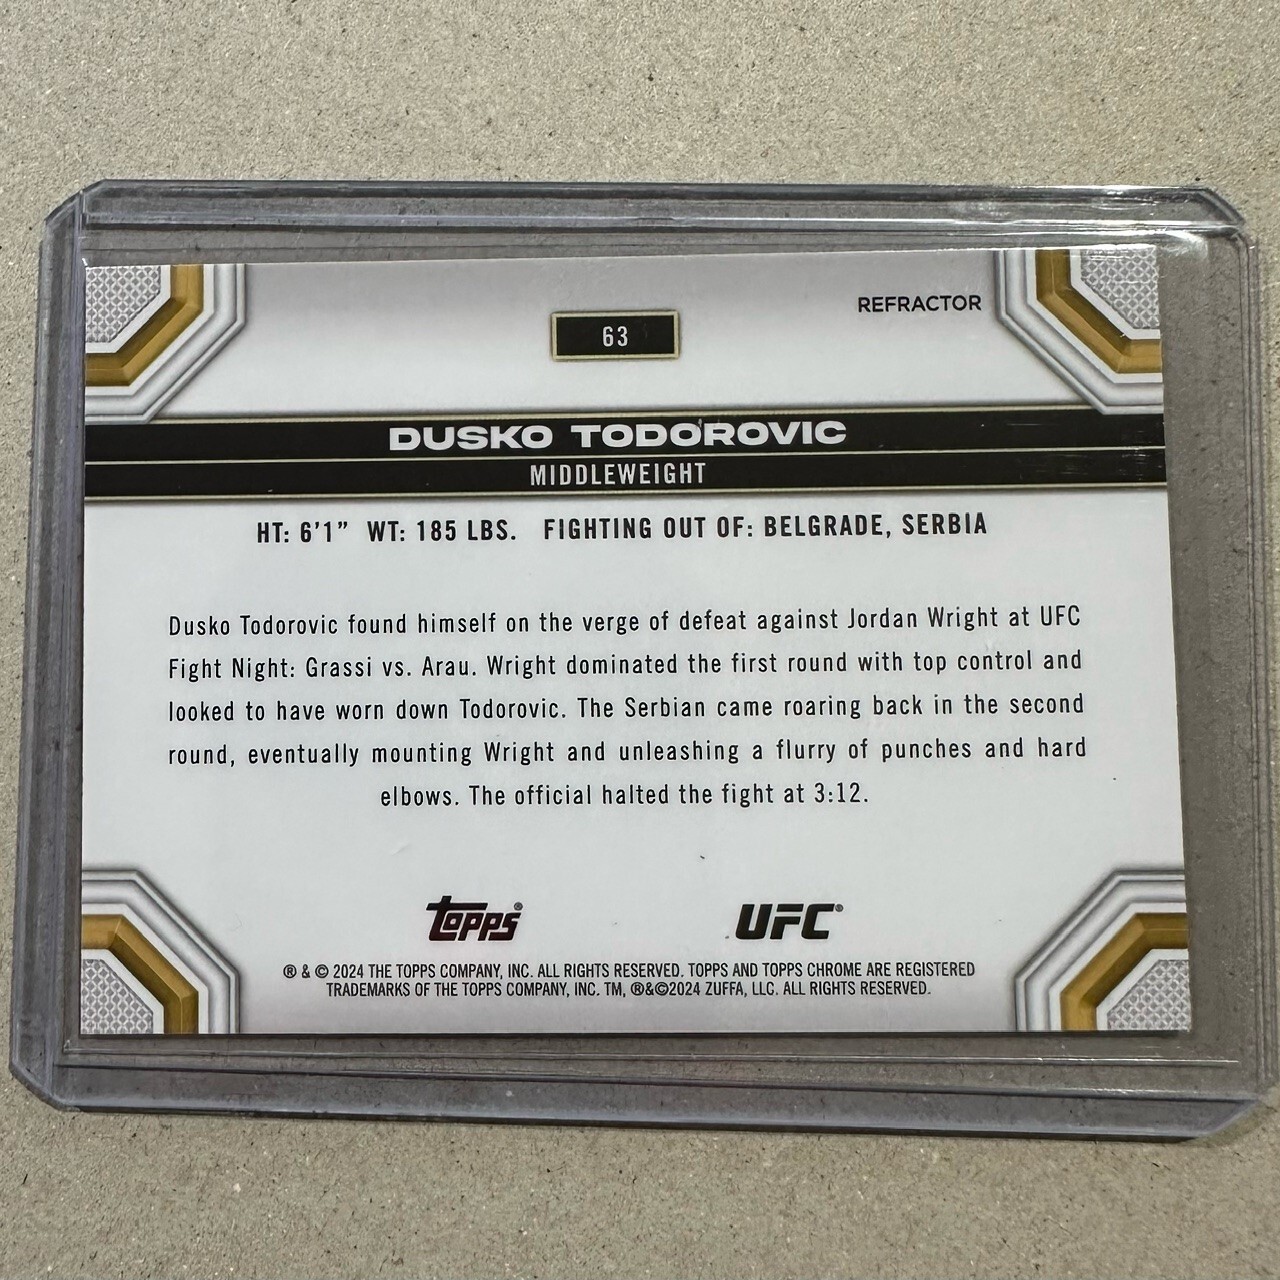 REFRACTOR
63
DUSKO TODOROVIC
MIDDLEWEIGHT
HT: 6'1” WT: 185 LBS. FIGHTING OUT OF: BELGRADE, SERBIA
Dusko Todorovic found himself on the verge of defeat against Jordan Wright at UFC
Fight Night: Grassi vs. Arau. Wright dominated the first round with top control and
looked to have worn down Todorovic. The Serbian came roaring back in the second
round, eventually mounting Wright and unleashing a flurry of punches and hard
elbows. The official halted the fight at 3:12.
Topps® UFC®
® & © 2024 THE TOPPS COMPANY, INC. ALL RIGHTS RESERVED. TOPPS AND TOPPS CHROME ARE REGISTERED
TRADEMARKS OF THE TOPPS COMPANY, INC. TM, ®&©2024 ZUFFA, LLC. ALL RIGHTS RESERVED.